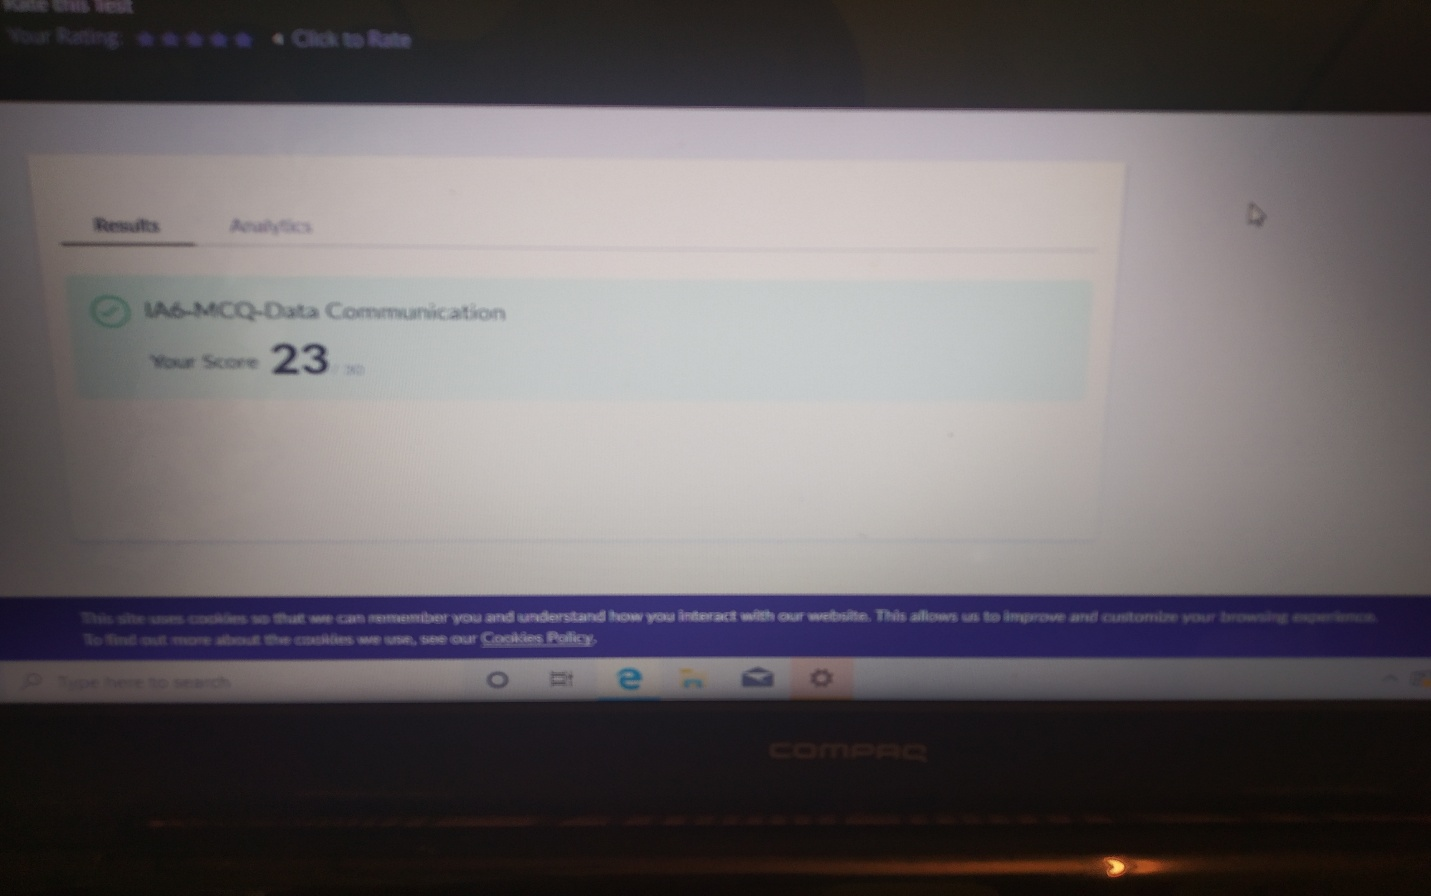 Rate this Test
Your Rating: Click to Rate
Results Analytics
IA6-MCQ-Data Communication
Your Score 23 / 30
This site uses cookies so that we can remember you and understand how you interact with our website. This allows us to improve and customize your browsing experience.
To find out more about the cookies we use, see our Cookies Policy.
Type here to search
COMPAQ